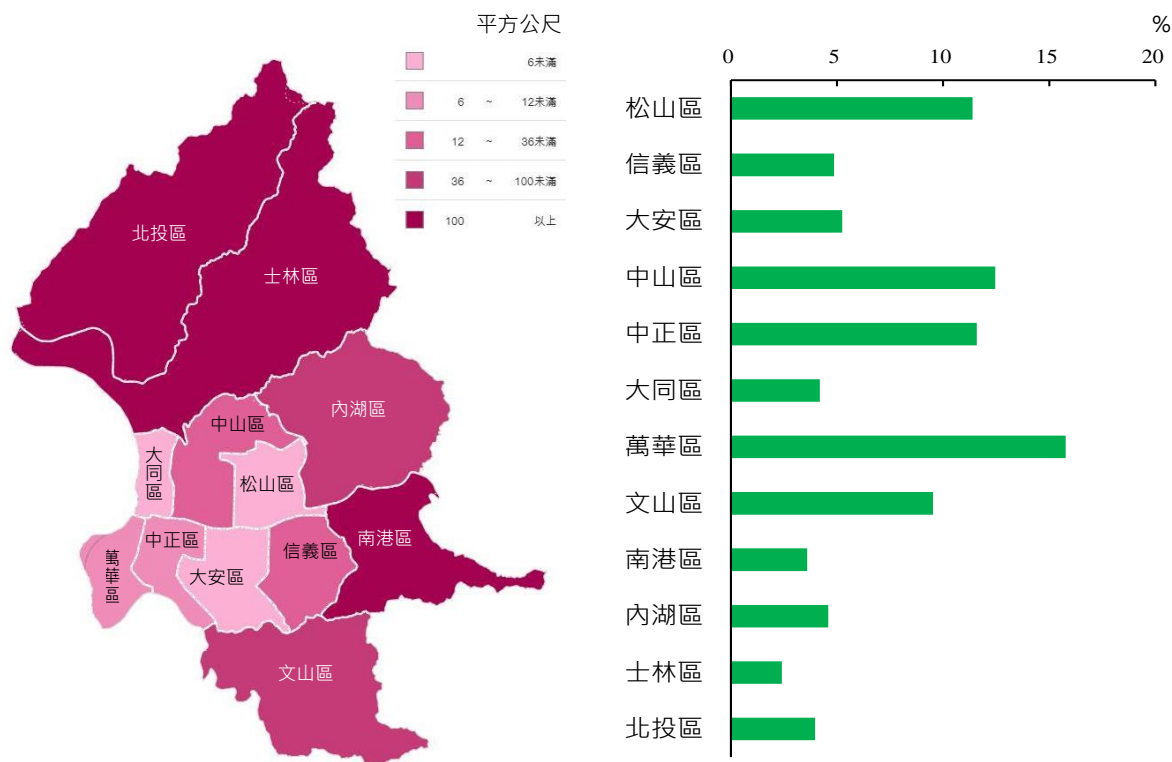 平方公尺
6未滿
6 ~ 12未滿
12 ~ 36未滿
36 ~ 100未滿
100 以上
北投區
士林區
內湖區
中山區
大同區
松山區
南港區
中正區
信義區
萬華區
大安區
文山區
%
0 5 10 15 20
松山區
信義區
大安區
中山區
中正區
大同區
萬華區
文山區
南港區
內湖區
士林區
北投區